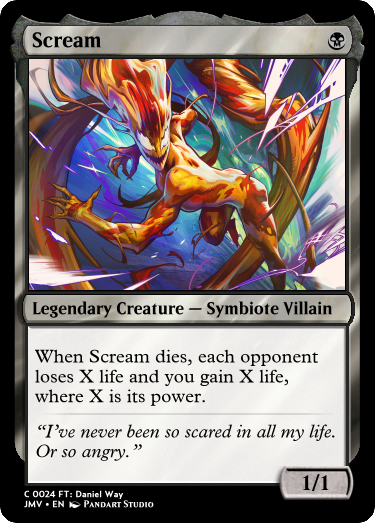 Scream
Legendary Creature — Symbiote Villain
When Scream dies, each opponent
loses X life and you gain X life,
where X is its power.
“I’ve never been so scared in all my life.
Or so angry.”
1/1
C 0024 FT: Daniel Way
JMV • EN Pandart Studio